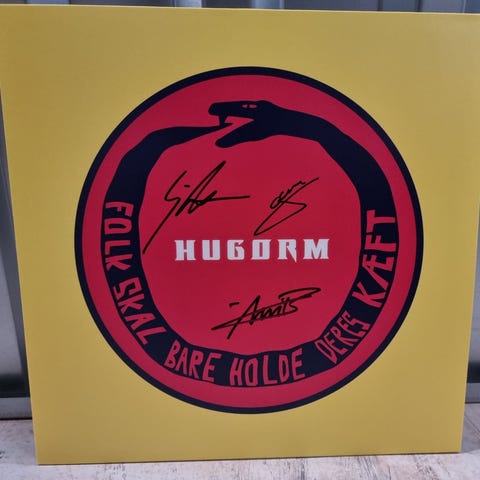 HUGORM
FOLK SKAL BARE HOLDE DERES KÆFT